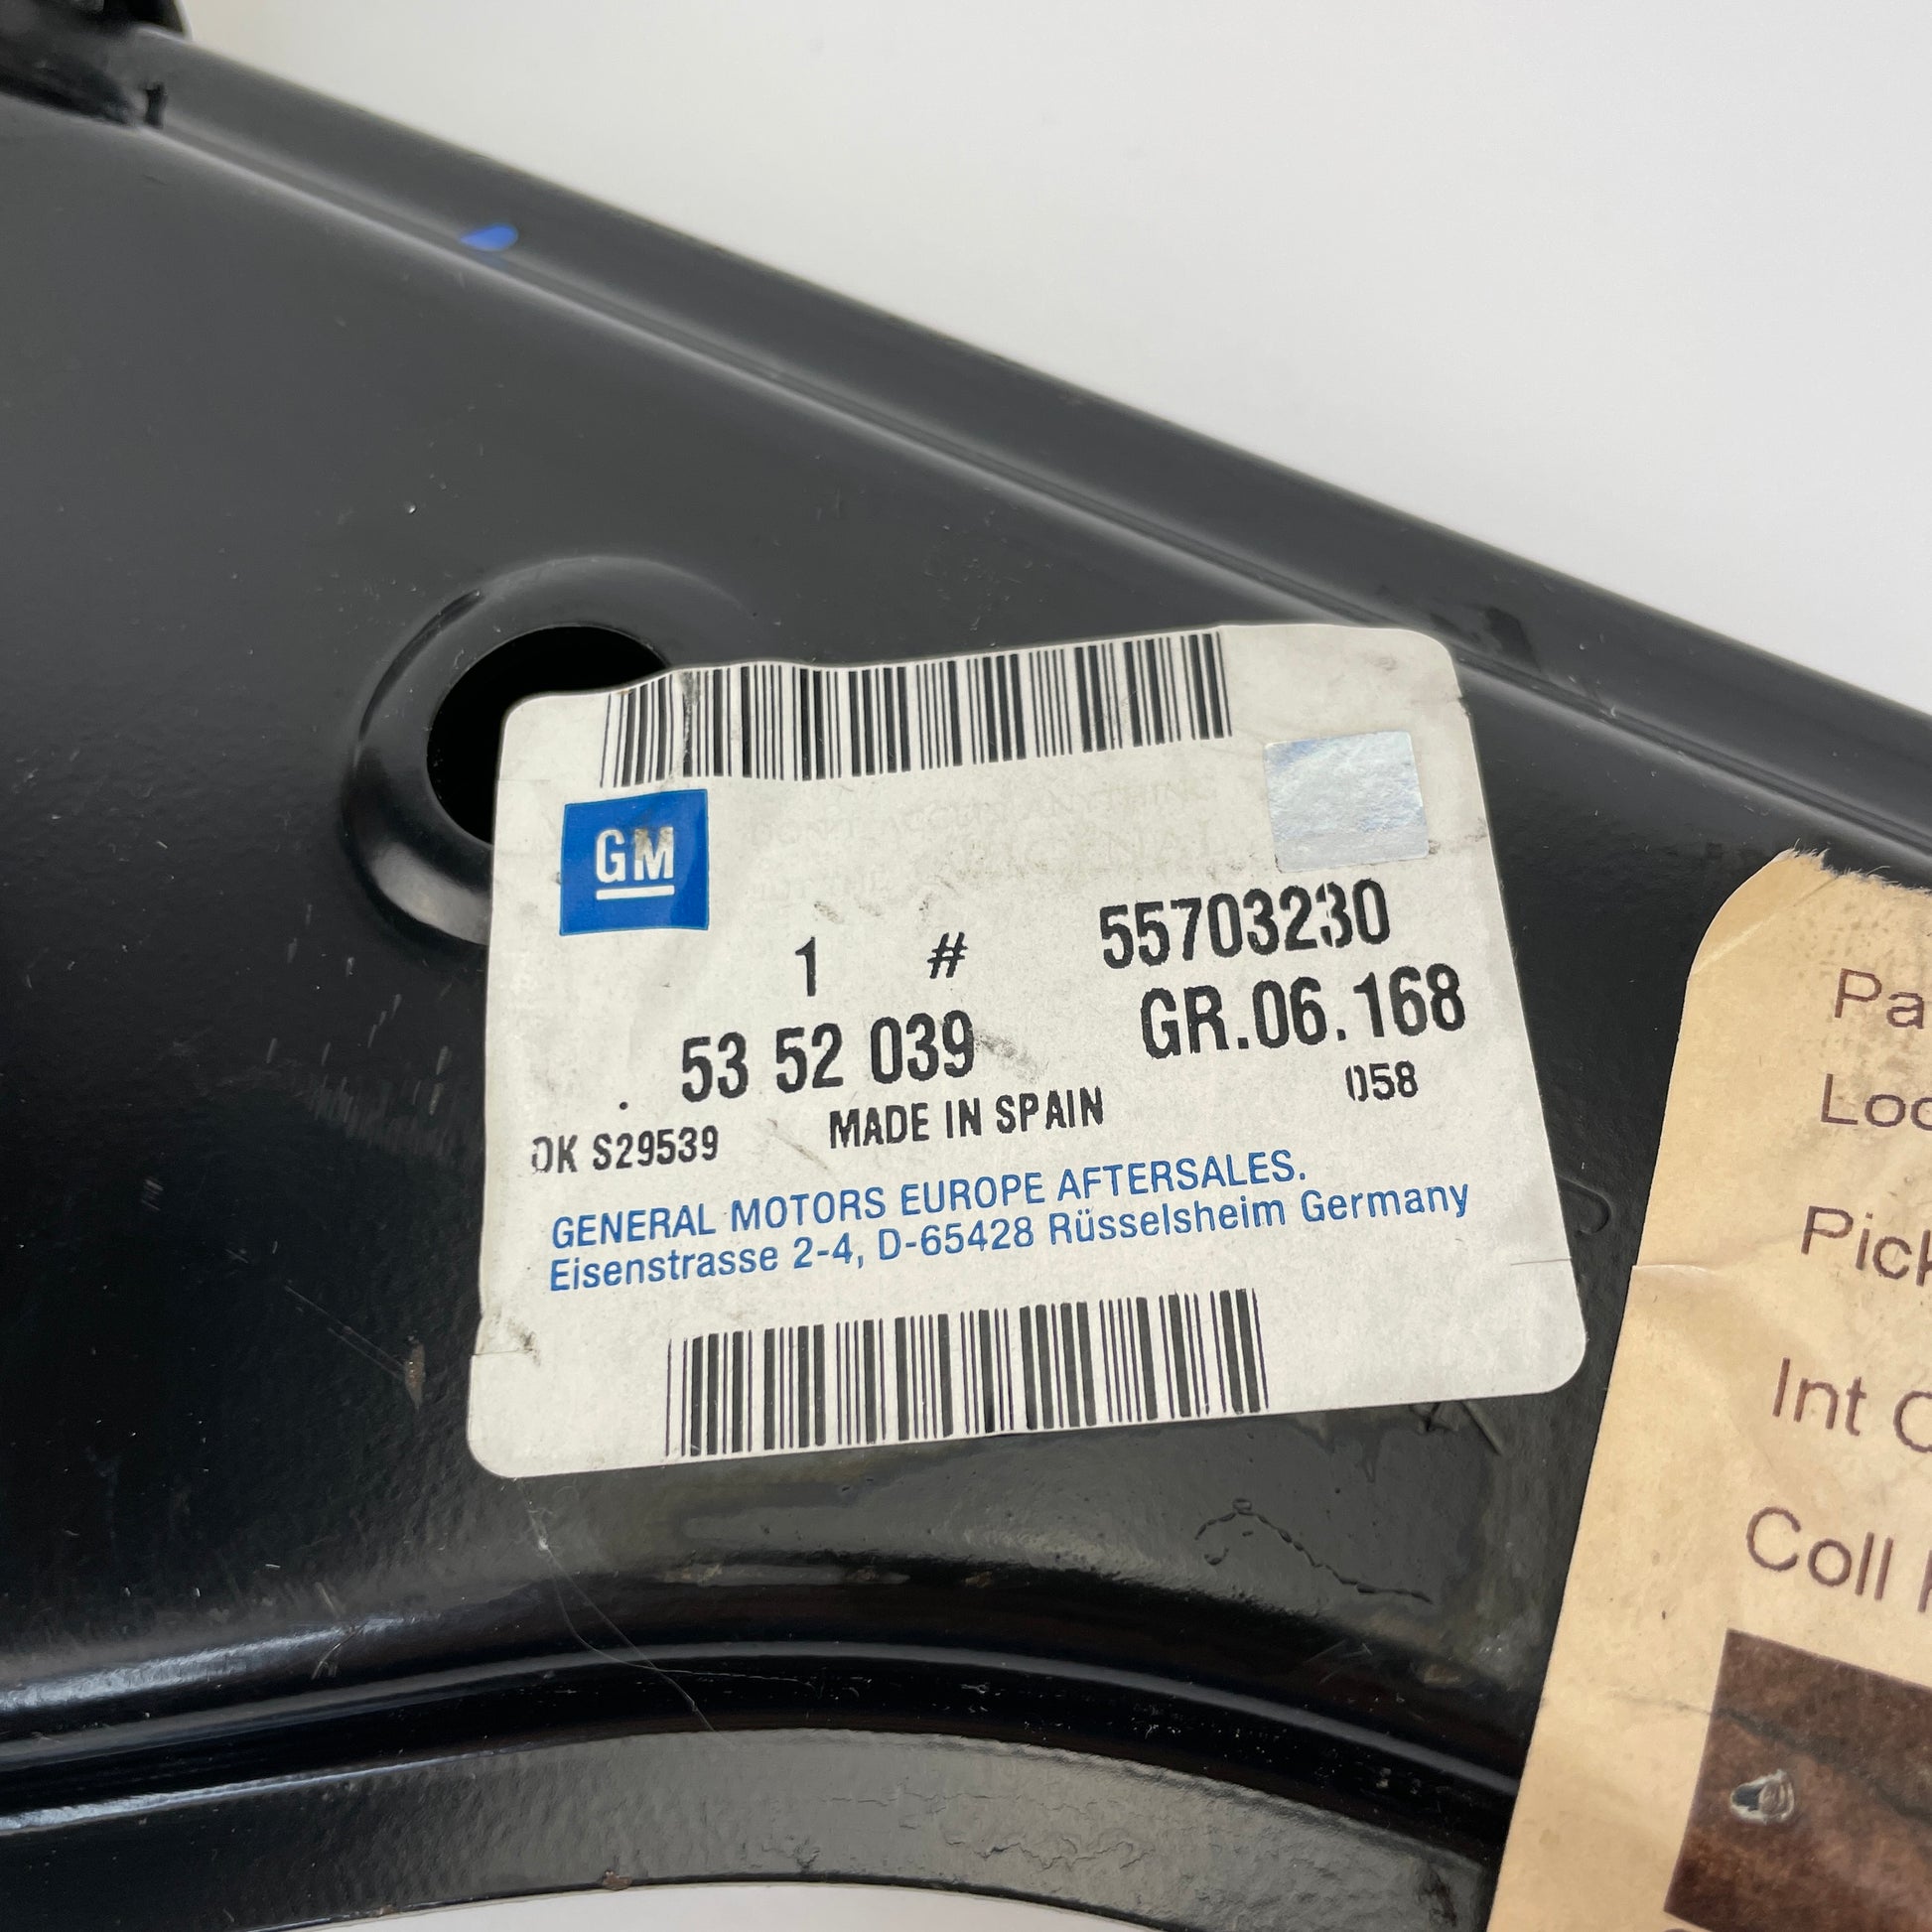 GM
1 # 55703230
53 52 039 GR.06.168
058
OK S29539 MADE IN SPAIN
GENERAL MOTORS EUROPE AFTERSALES.
Eisenstrasse 2-4, D-65428 Rüsselsheim Germany
Pa
Loc
Pick
Int C
Coll